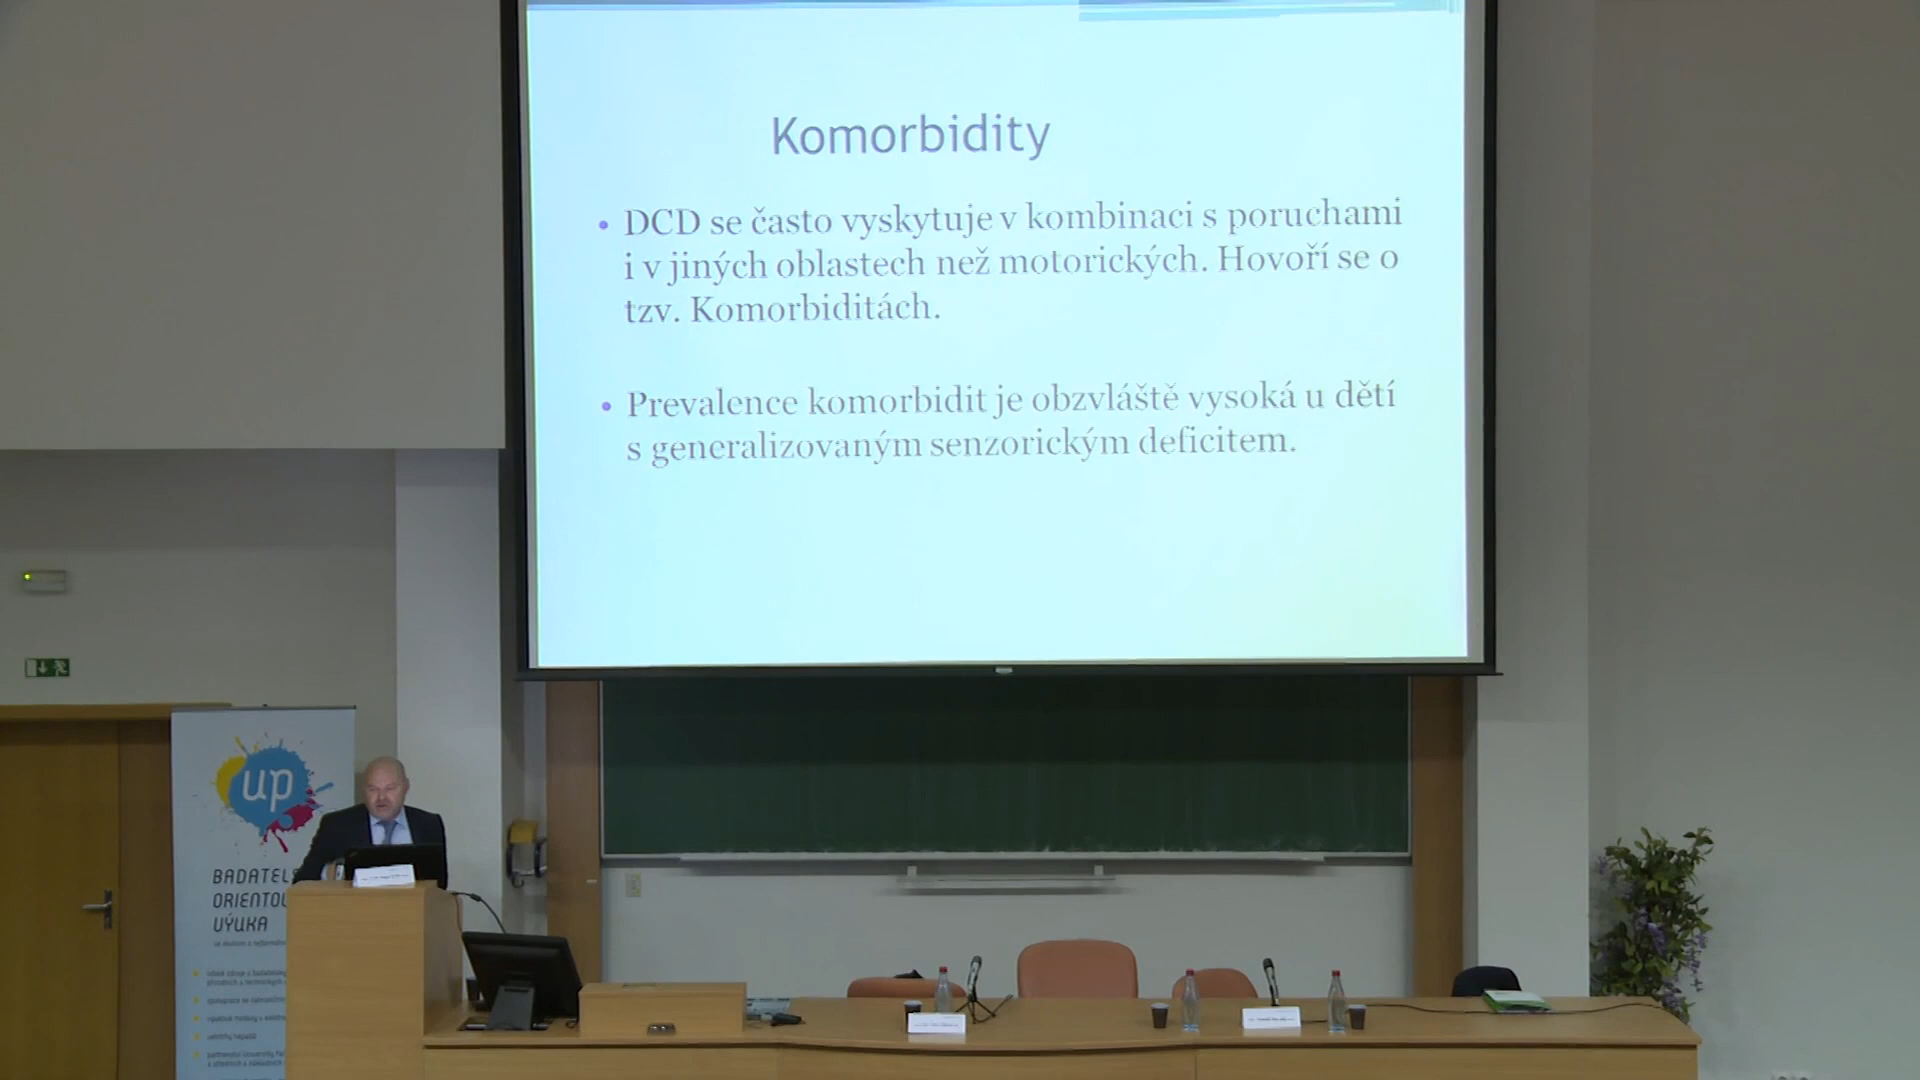 Komorbidity
• DCD se často vyskytuje v kombinaci s poruchami
i v jiných oblastech než motorických. Hovoří se o
tzv. Komorbiditách.
• Prevalence komorbidit je obzvláště vysoká u dětí
s generalizovaným senzorickým deficitem.
up
BADATELS
ORIENTOV
VÝUKA